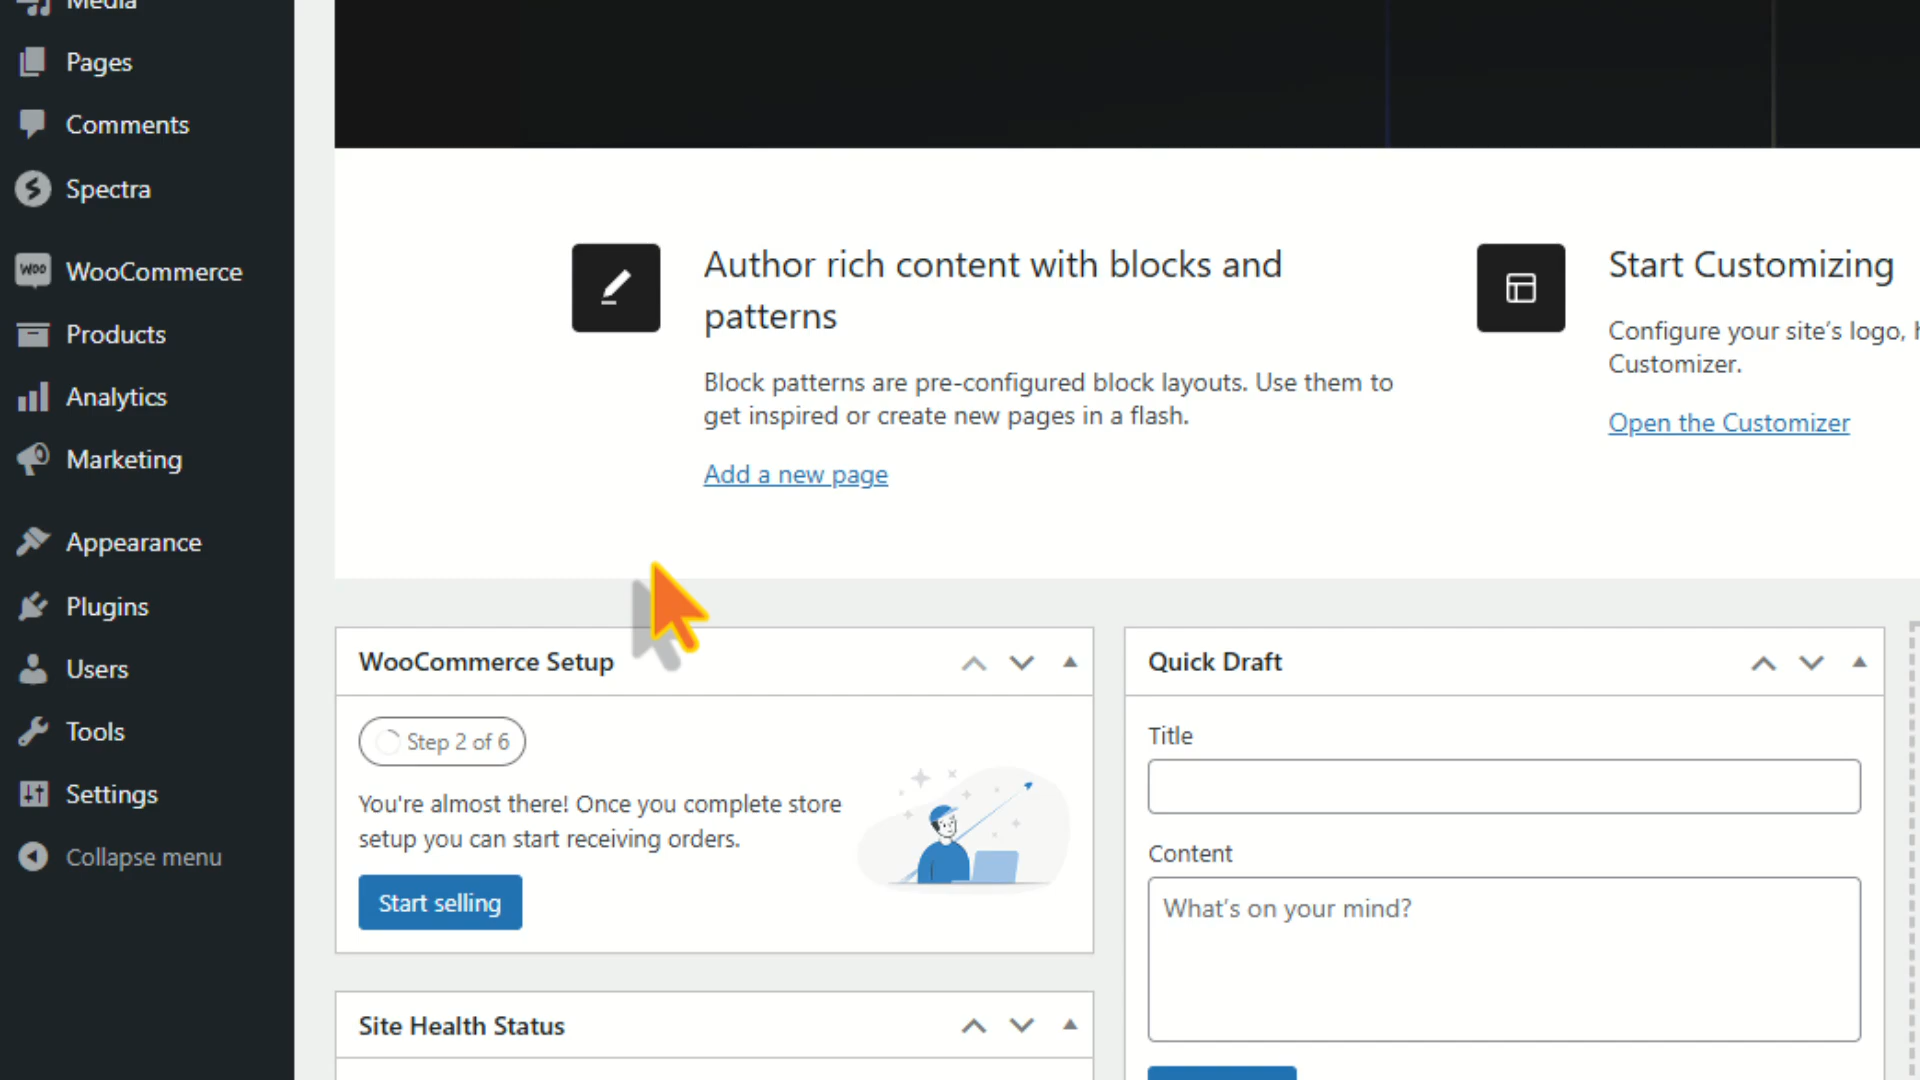 Media
Pages
Comments
Spectra
WOO
WooCommerce
Products
Analytics
Marketing
Appearance
Plugins
Users
Tools
Settings
Collapse menu
Author rich content with blocks and
patterns
Block patterns are pre-configured block layouts. Use them to
get inspired or create new pages in a flash.
Add a new page
Start Customizing
Configure your site's logo,
Customizer.
Open the Customizer
WooCommerce Setup
Step 2 of 6
You're almost there! Once you complete store
setup you can start receiving orders.
Start selling
Site Health Status
Quick Draft
Title
Content
What's on your mind?